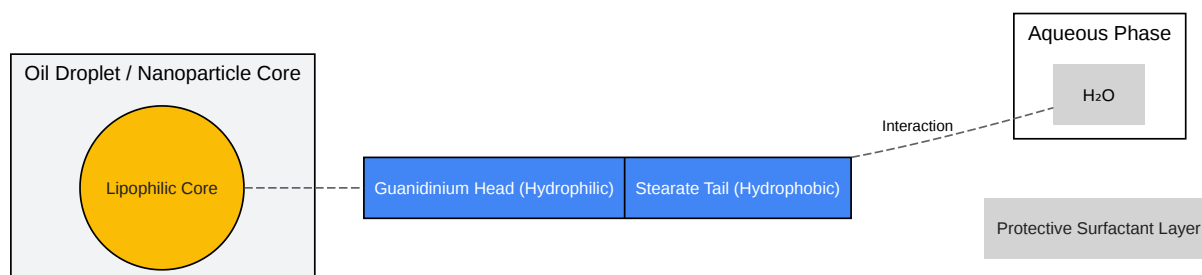 Aqueous Phase
Oil Droplet / Nanoparticle Core
H₂O
Interaction
Lipophilic Core
Guanidinium Head (Hydrophilic)
Stearate Tail (Hydrophobic)
Protective Surfactant Layer